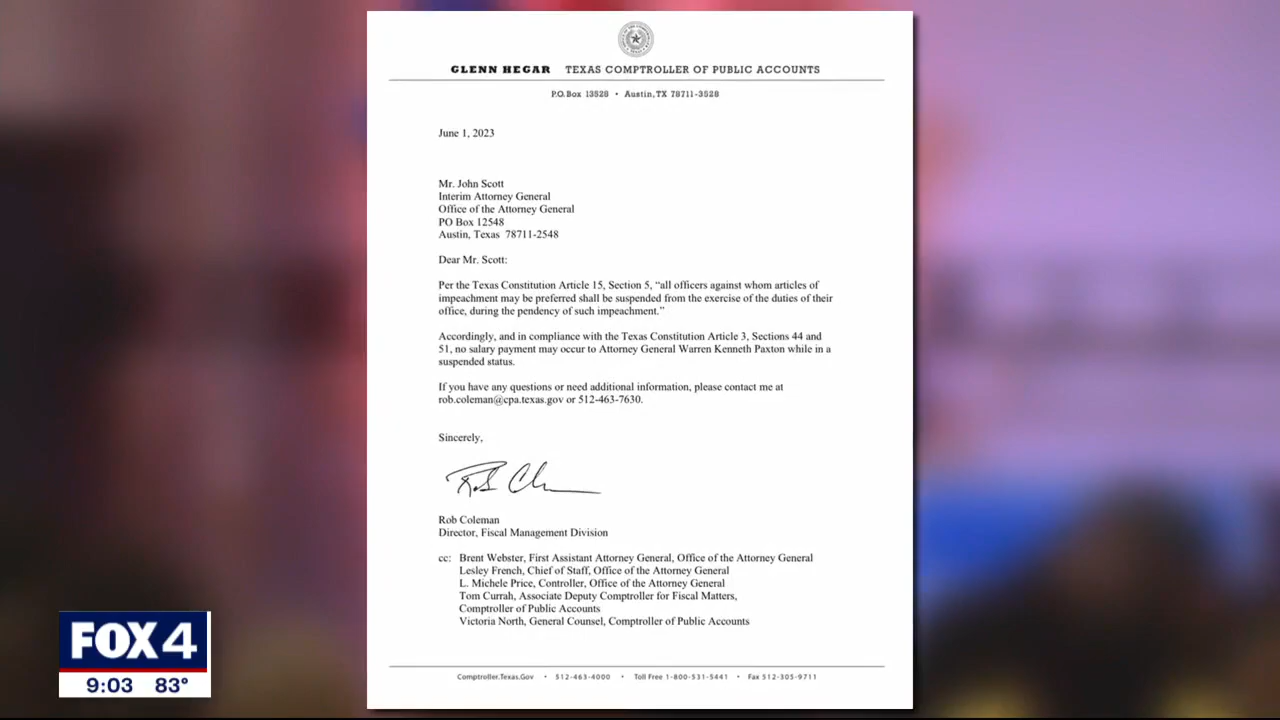 GLENN HEGAR TEXAS COMPTROLLER OF PUBLIC ACCOUNTS
P.O. Box 13528 • Austin, TX 78711-3528
June 1, 2023
Mr. John Scott
Interim Attorney General
Office of the Attorney General
PO Box 12548
Austin, Texas 78711-2548
Dear Mr. Scott:
Per the Texas Constitution Article 15, Section 5, “all officers against whom articles of
impeachment may be preferred shall be suspended from the exercise of the duties of their
office, during the pendency of such impeachment.”
Accordingly, and in compliance with the Texas Constitution Article 3, Sections 44 and
51, no salary payment may occur to Attorney General Warren Kenneth Paxton while in a
suspended status.
If you have any questions or need additional information, please contact me at
rob.coleman@cpa.texas.gov or 512-463-7630.
Sincerely,
Rob Coleman
Director, Fiscal Management Division
cc: Brent Webster, First Assistant Attorney General, Office of the Attorney General
Lesley French, Chief of Staff, Office of the Attorney General
L. Michele Price, Controller, Office of the Attorney General
Tom Currah, Associate Deputy Comptroller for Fiscal Matters,
Comptroller of Public Accounts
Victoria North, General Counsel, Comptroller of Public Accounts
Comptroller.Texas.Gov • 512-463-4000 • Toll Free 1-800-531-5441 • Fax 512-305-9711
FOX 4
9:03 83°